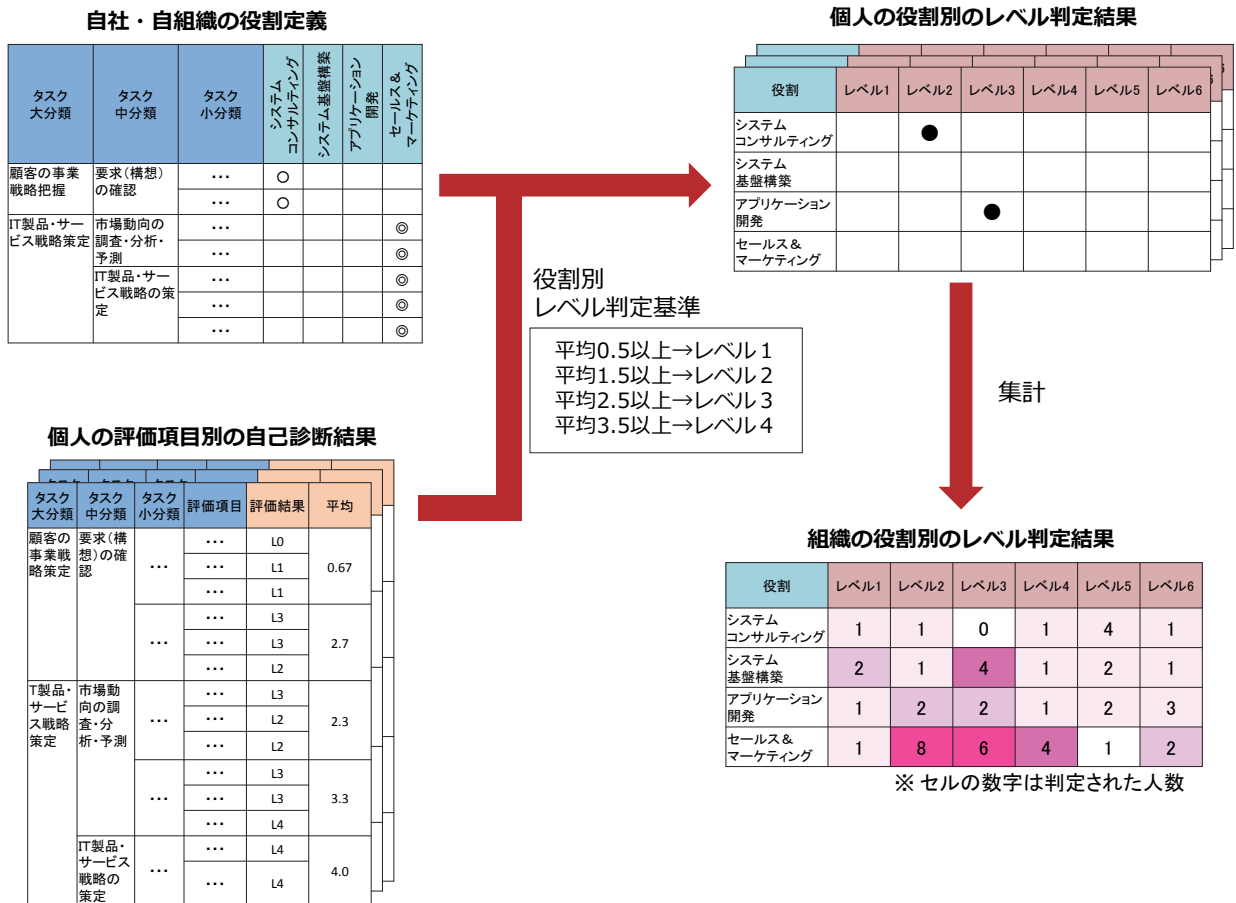 自社・自組織の役割定義
タスク
大分類
タスク
中分類
タスク
小分類
システム
コンサルティング
システム基盤構築
アプリケーション
開発
セールス&
マーケティング
顧客の事業
戦略把握
要求(構想)
の確認
… ○
… ○
IT製品・サー
ビス戦略策定
市場動向の
調査・分析・
予測
… ◎
… ◎
IT製品・サー
ビス戦略の策
定
… ◎
… ◎
… ◎
個人の評価項目別の自己診断結果
タスク
大分類
タスク
中分類
タスク
小分類
評価項目
評価結果
平均
顧客の
事業戦
略策定
要求(構
想)の確
認
…
… L0
… L1
… L1
0.67
…
… L3
… L3
… L2
2.7
T製品・
サービ
ス戦略
策定
市場動
向の調
査・分
析・予測
…
… L3
… L2
… L2
2.3
…
… L3
… L3
… L4
3.3
IT製品・
サービス
戦略の
策定
…
… L4
… L4
4.0
役割別
レベル判定基準
平均0.5以上→レベル1
平均1.5以上→レベル2
平均2.5以上→レベル3
平均3.5以上→レベル4
個人の役割別のレベル判定結果
役割 レベル1 レベル2 レベル3 レベル4 レベル5 レベル6
システム
コンサルティング ●
システム
基盤構築
アプリケーション
開発 ●
セールス&
マーケティング
集計
組織の役割別のレベル判定結果
役割 レベル1 レベル2 レベル3 レベル4 レベル5 レベル6
システム
コンサルティング 1 1 0 1 4 1
システム
基盤構築 2 1 4 1 2 1
アプリケーション
開発 1 2 2 1 2 3
セールス&
マーケティング 1 8 6 4 1 2
※ セルの数字は判定された人数